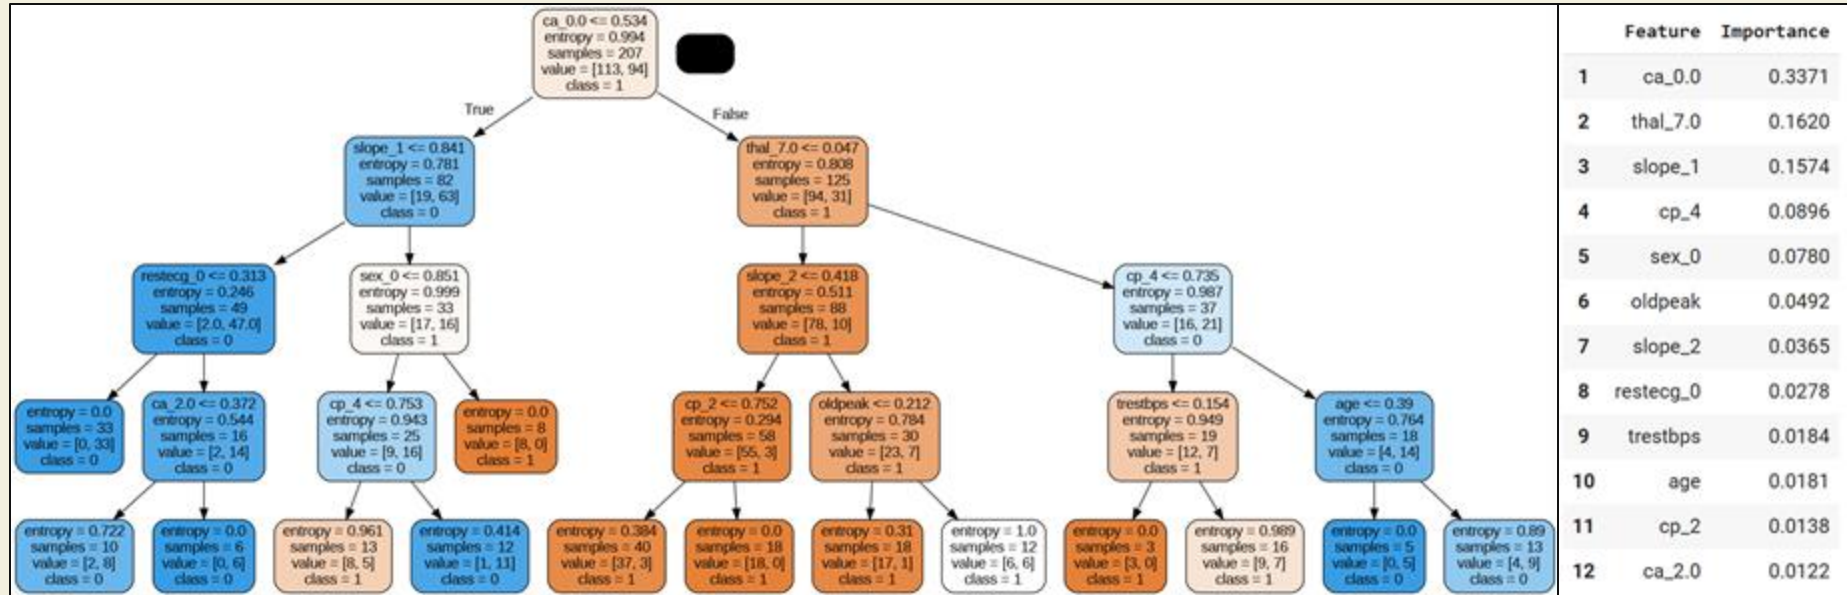 ca_0.0 <= 0.534
entropy = 0.994
samples = 207
value = [113, 94]
class = 1
True
False
slope_1 <= 0.841
entropy = 0.781
samples = 82
value = [19, 63]
class = 0
thal_7.0 <= 0.047
entropy = 0.808
samples = 125
value = [94, 31]
class = 1
restecg_0 <= 0.313
entropy = 0.246
samples = 49
value = [2.0, 47.0]
class = 0
sex_0 <= 0.851
entropy = 0.999
samples = 33
value = [17, 16]
class = 1
slope_2 <= 0.418
entropy = 0.511
samples = 88
value = [78, 10]
class = 1
cp_4 <= 0.735
entropy = 0.987
samples = 37
value = [16, 21]
class = 0
entropy = 0.0
samples = 33
value = [0, 33]
class = 0
ca_2.0 <= 0.372
entropy = 0.544
samples = 16
value = [2, 14]
class = 0
cp_4 <= 0.753
entropy = 0.943
samples = 25
value = [9, 16]
class = 0
entropy = 0.0
samples = 8
value = [8, 0]
class = 1
cp_2 <= 0.752
entropy = 0.294
samples = 58
value = [55, 3]
class = 1
oldpeak <= 0.212
entropy = 0.784
samples = 30
value = [23, 7]
class = 1
trestbps <= 0.154
entropy = 0.949
samples = 19
value = [12, 7]
class = 1
age <= 0.39
entropy = 0.764
samples = 18
value = [4, 14]
class = 0
entropy = 0.722
samples = 10
value = [2, 8]
class = 0
entropy = 0.0
samples = 6
value = [0, 6]
class = 0
entropy = 0.961
samples = 13
value = [8, 5]
class = 1
entropy = 0.414
samples = 12
value = [1, 11]
class = 0
entropy = 0.384
samples = 40
value = [37, 3]
class = 1
entropy = 0.0
samples = 18
value = [18, 0]
class = 1
entropy = 0.31
samples = 18
value = [17, 1]
class = 1
entropy = 1.0
samples = 12
value = [6, 6]
class = 1
entropy = 0.0
samples = 3
value = [3, 0]
class = 1
entropy = 0.989
samples = 16
value = [9, 7]
class = 1
entropy = 0.0
samples = 5
value = [0, 5]
class = 0
entropy = 0.89
samples = 13
value = [4, 9]
class = 0
Feature Importance
1 ca_0.0 0.3371
2 thal_7.0 0.1620
3 slope_1 0.1574
4 cp_4 0.0896
5 sex_0 0.0780
6 oldpeak 0.0492
7 slope_2 0.0365
8 restecg_0 0.0278
9 trestbps 0.0184
10 age 0.0181
11 cp_2 0.0138
12 ca_2.0 0.0122